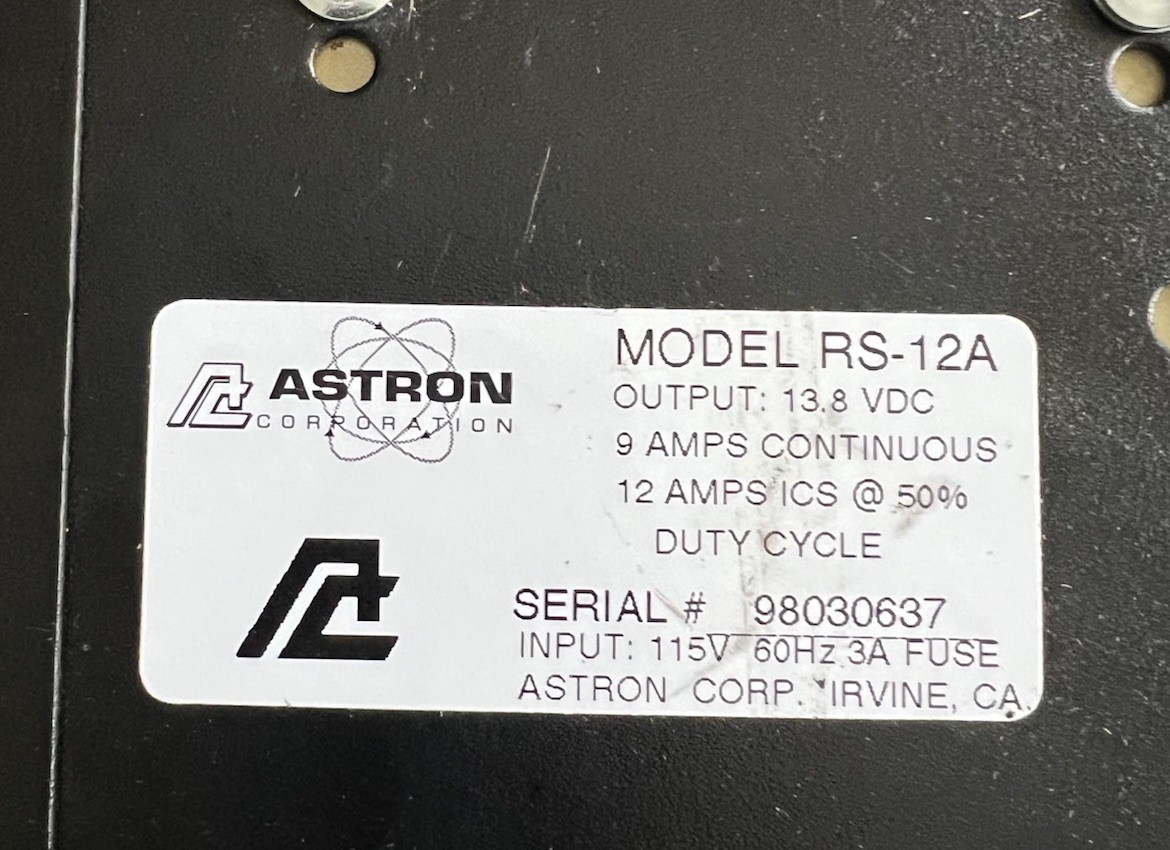 ASTRON
CORPORATION
MODEL RS-12A
OUTPUT: 13.8 VDC
9 AMPS CONTINUOUS
12 AMPS ICS @ 50%
DUTY CYCLE
SERIAL # 98030637
INPUT: 115V 60Hz 3A FUSE
ASTRON CORP. IRVINE, CA.